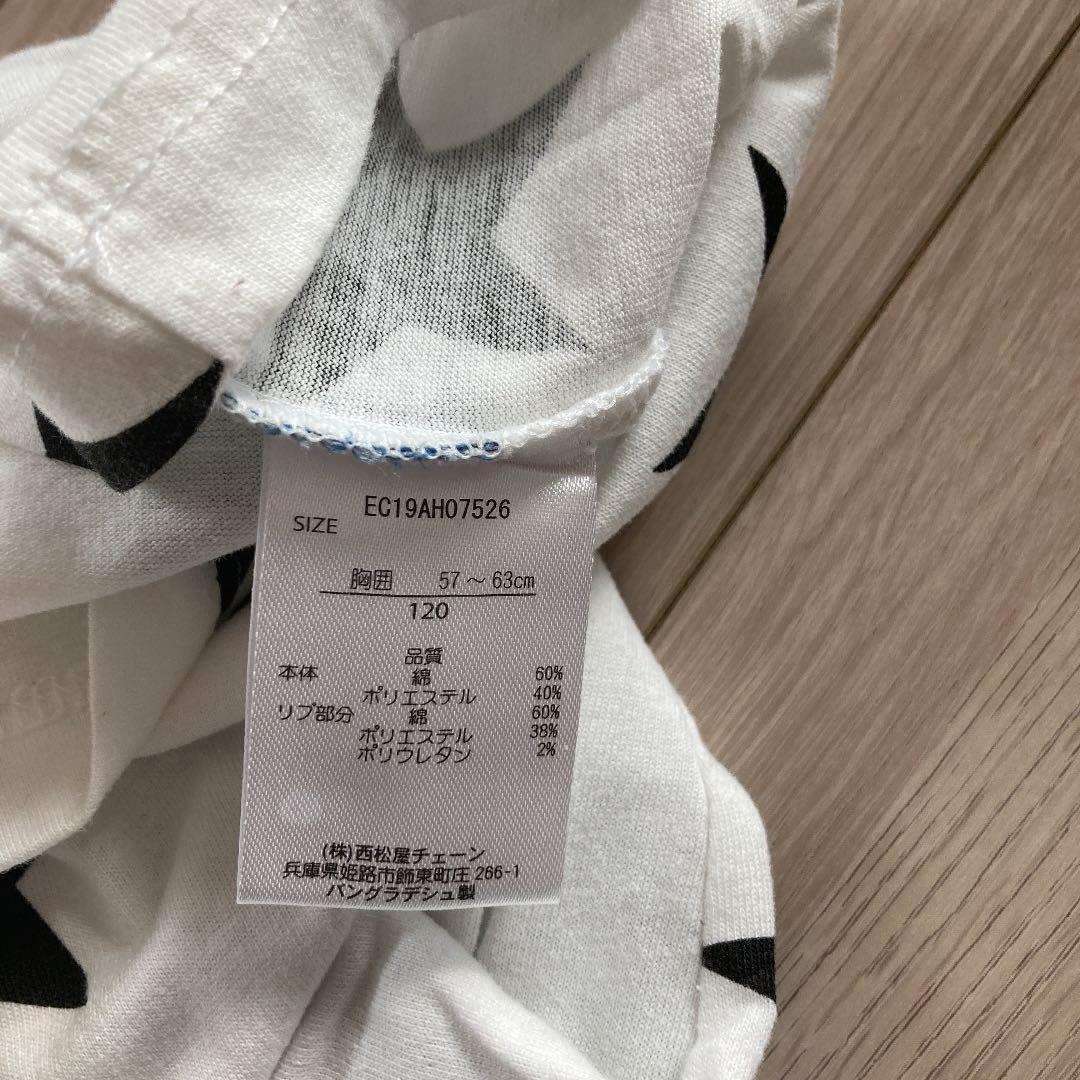 EC19AH07526
SIZE
胸囲 57～63cm
120
品質
本体 綿 60%
ポリエステル 40%
リブ部分 綿 60%
ポリエステル 38%
ポリウレタン 2%
(株)西松屋チェーン
兵庫県姫路市飾東町庄 266-1
バングラデシュ製